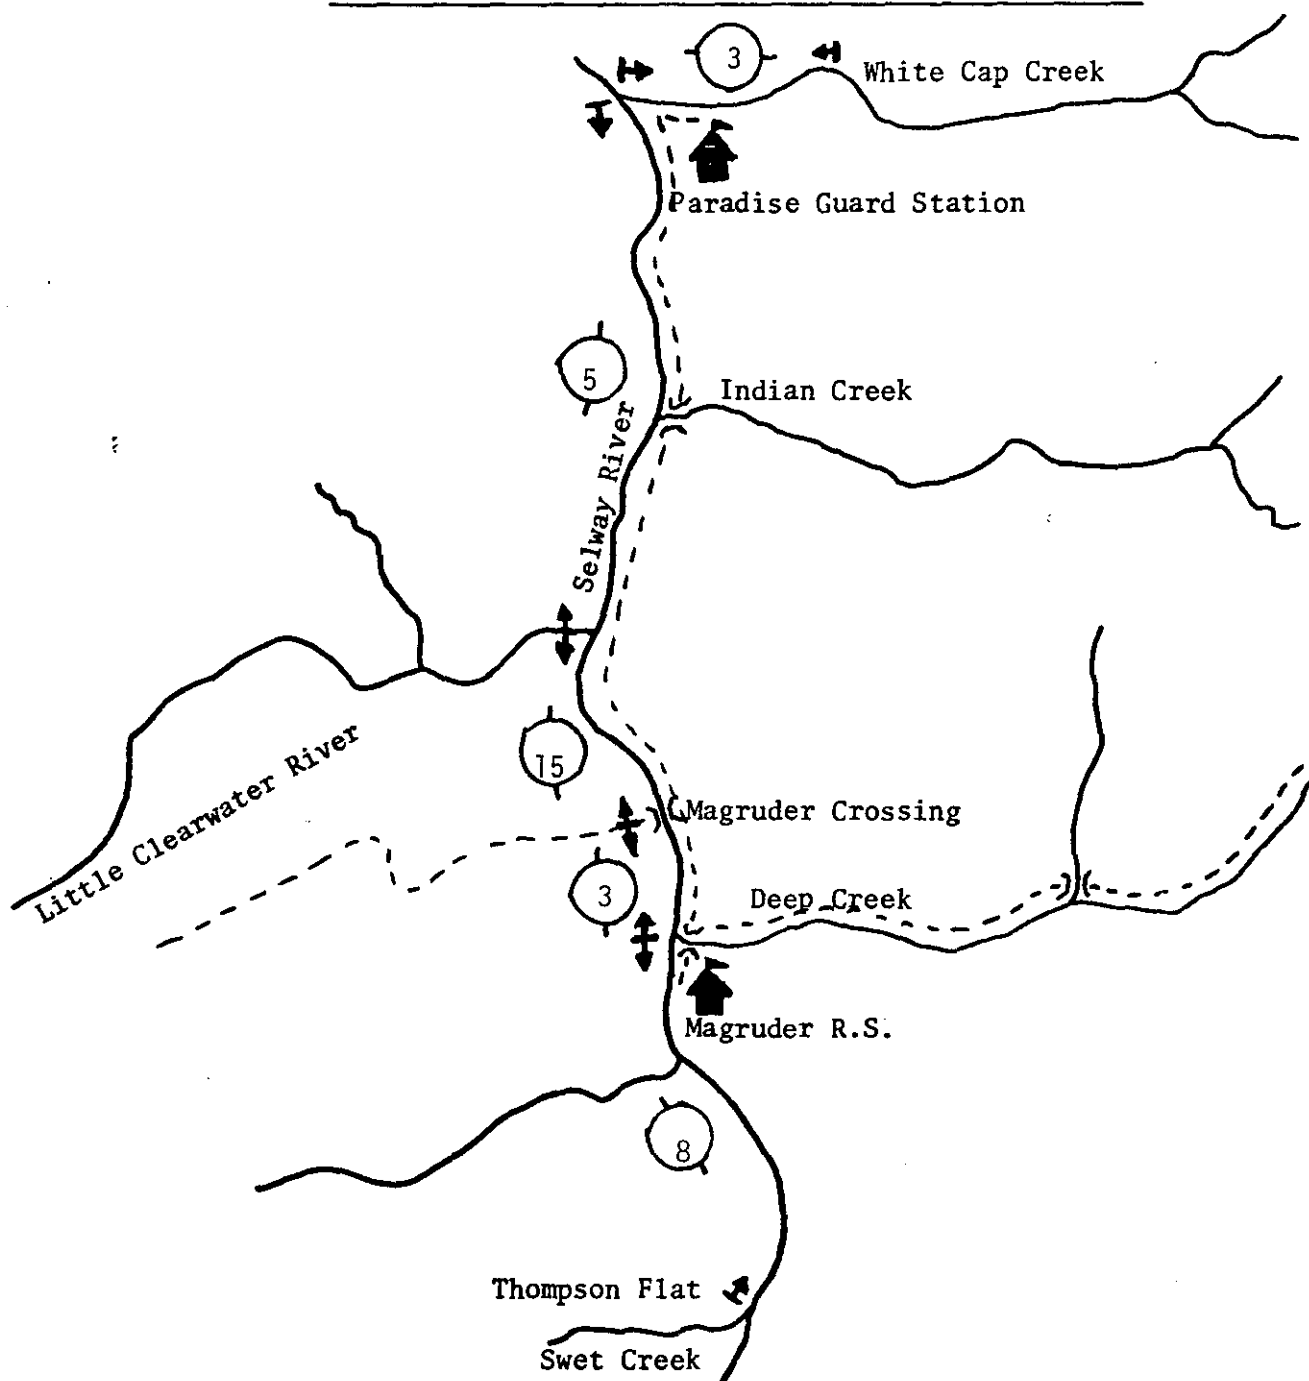 3
White Cap Creek
Paradise Guard Station
5
Indian Creek
Selway River
15
Little Clearwater River
Magruder Crossing
3
Deep Creek
Magruder R.S.
8
Thompson Flat
Swet Creek